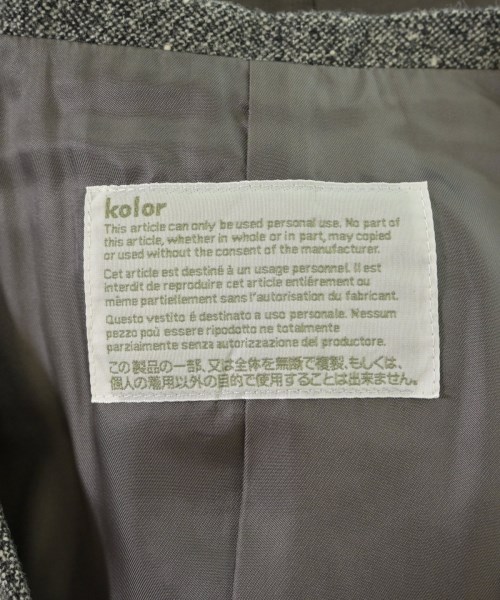 kolor
This article can only be used personal use. No part of
this article, whether in whole or in part, may copied
or used without the consent of the manufacturer.
Cet article est destiné à un usage personnel. Il est
interdit de reproduire cet article entiérement ou
même partiellement sans l'autorisation du fabricant.
Questo vestito é destinato a uso personale. Nessum
pezzo può essere ripodotto ne totalmente
parzialmente senza autorizzazione del produttore.
この製品の一部、又は全体を無断で複製、もしくは、
個人の着用以外の目的で使用することは出来ません。